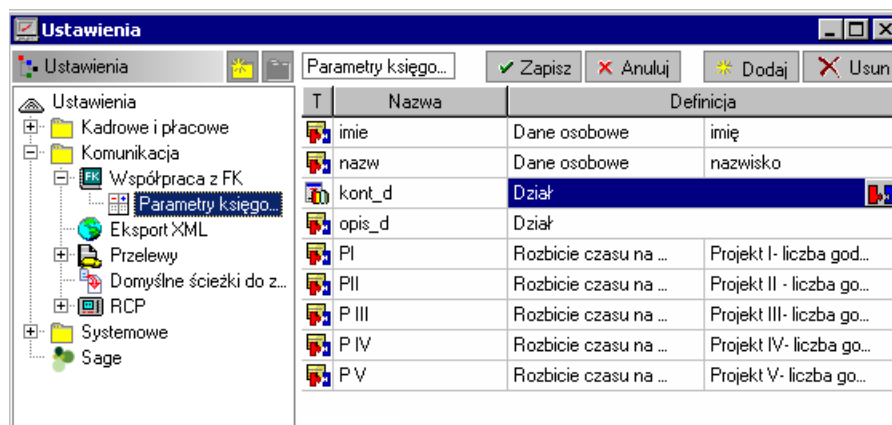 Ustawienia
Ustawienia Parametry księgo... Zapisz Anuluj Dodaj Usun
Ustawienia
Kadrowe i płacowe
Komunikacja
FK Współpraca z FK
Parametry księgo...
Eksport XML
Przelewy
Domyślne ścieżki do z...
RCP
Systemowe
Sage
T Nazwa Definicja
imie Dane osobowe imię
nazw Dane osobowe nazwisko
kont_d Dział
opis_d Dział
PI Rozbicie czasu na ... Projekt I- liczba god...
PII Rozbicie czasu na ... Projekt II - liczba go...
P III Rozbicie czasu na ... Projekt III- liczba go...
P IV Rozbicie czasu na ... Projekt IV- liczba go...
P V Rozbicie czasu na ... Projekt V- liczba go...